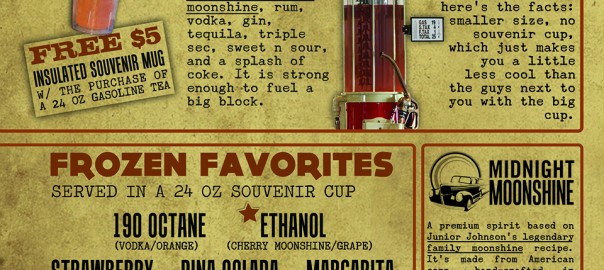 FREE $5
INSULATED SOUVENIR MUG
W/ THE PURCHASE OF
A 24 OZ GASOLINE TEA
moonshine, rum,
vodka, gin,
tequila, triple
sec, sweet n sour,
and a splash of
coke. It is strong
enough to fuel a
big block.
here's the facts:
smaller size, no
souvenir cup,
which just makes
you a little
less cool than
the guys next to
you with the big
cup.
FROZEN FAVORITES
SERVED IN A 24 OZ SOUVENIR CUP
190 OCTANE
(VODKA/ORANGE)
ETHANOL
(CHERRY MOONSHINE/GRAPE)
STRAWBERRY PINA COLADA MARGARITA
MIDNIGHT
MOONSHINE
A premium spirit based on
Junior Johnson's legendary
family moonshine recipe.
It's made from American